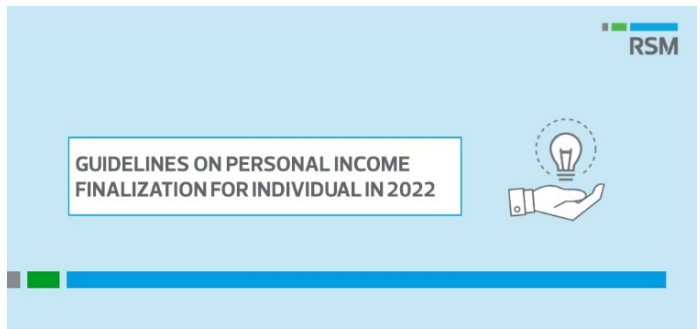 RSM
GUIDELINES ON PERSONAL INCOME
FINALIZATION FOR INDIVIDUAL IN 2022